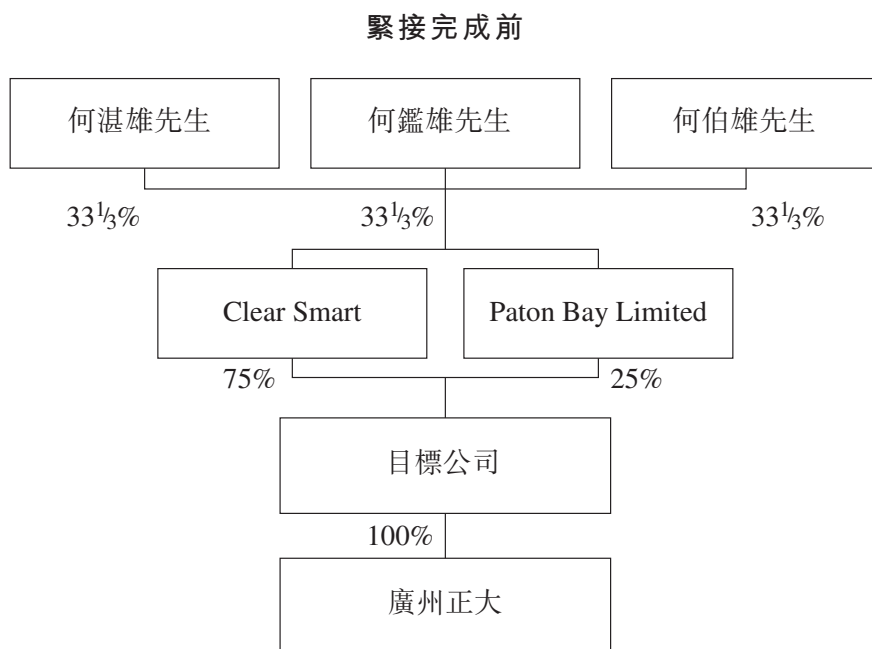 緊接完成前
何湛雄先生
何鑑雄先生
何伯雄先生
33⅓%
33⅓%
33⅓%
Clear Smart
Paton Bay Limited
75%
25%
目標公司
100%
廣州正大